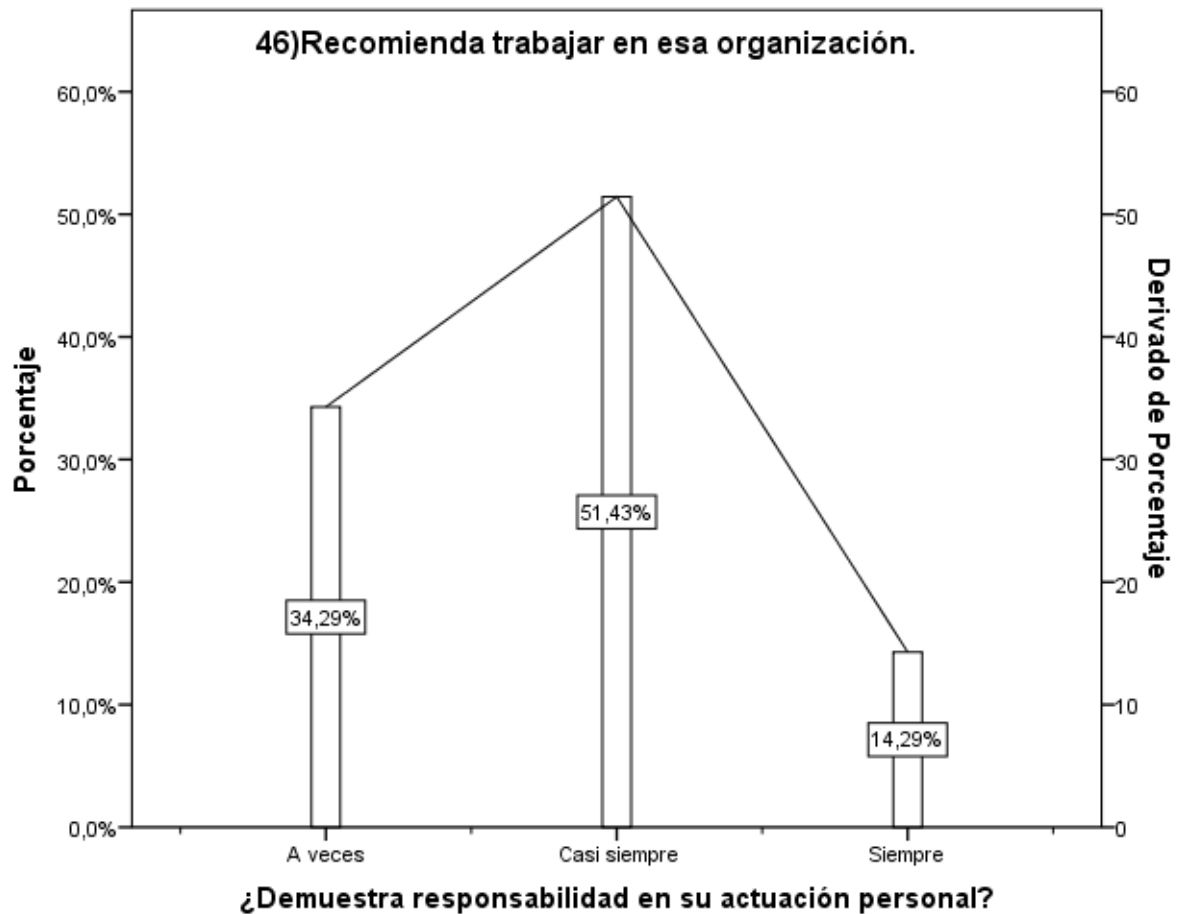 46)Recomienda trabajar en esa organización.
Porcentaje
60,0%
50,0%
40,0%
30,0%
20,0%
10,0%
0,0%
34,29%
51,43%
14,29%
60
50
40
30
20
10
0
Derivado de Porcentaje
A veces
Casi siempre
Siempre
¿Demuestra responsabilidad en su actuación personal?